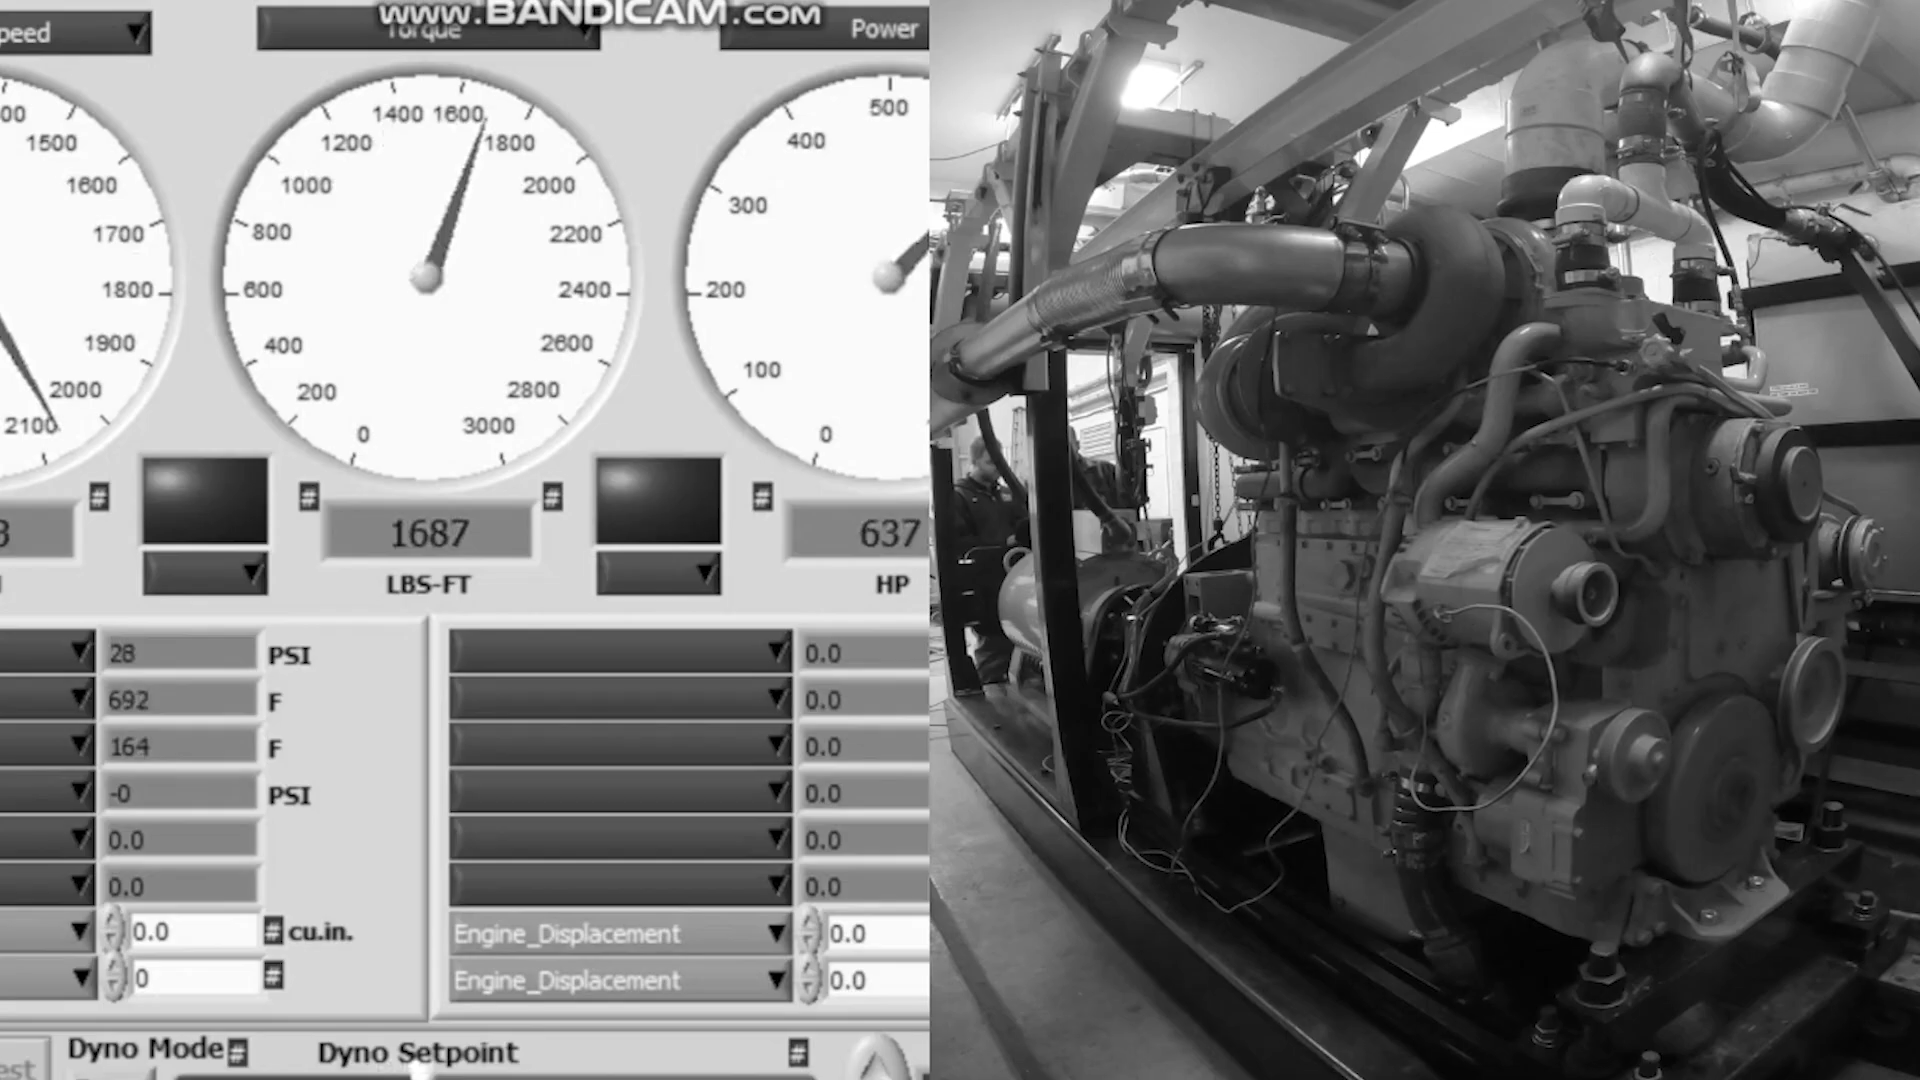 www.BANDICAM.com
peed
Torque
Power
00
1500
1600
1700
1800
1900
2000
2100
0
200
400
600
800
1000
1200
1400
1600
1800
2000
2200
2400
2600
2800
3000
0
100
200
300
400
500
#
#
#
#
3
1687
637
LBS-FT
HP
28 PSI
692 F
164 F
-0 PSI
0.0
0.0
0.0 # cu.in.
0 #
0.0
0.0
0.0
0.0
0.0
0.0
Engine_Displacement 0.0
Engine_Displacement 0.0
est
Dyno Mode #
Dyno Setpoint #